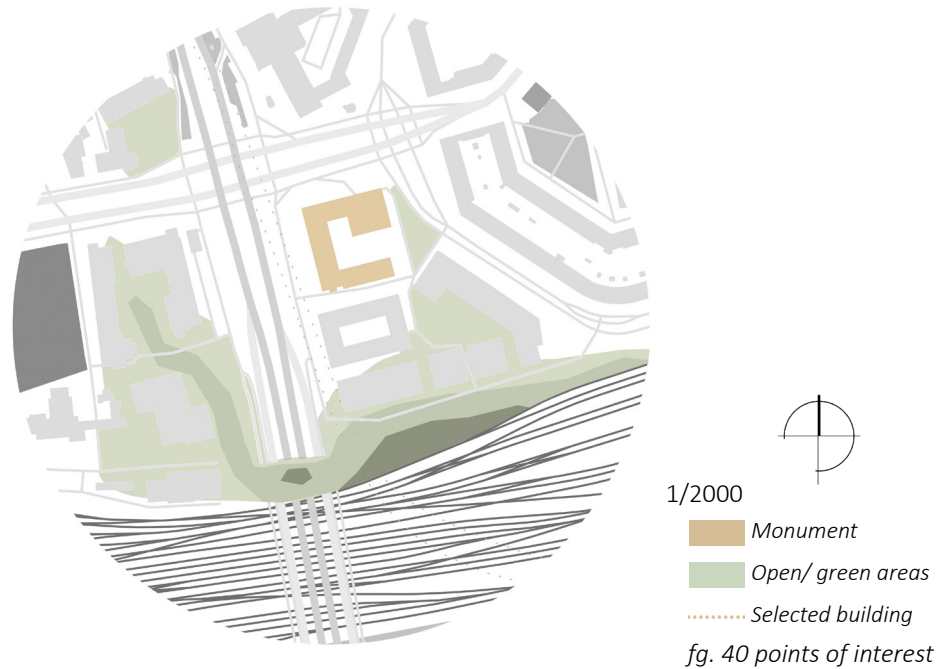 1/2000
Monument
Open/ green areas
Selected building
fg. 40 points of interest